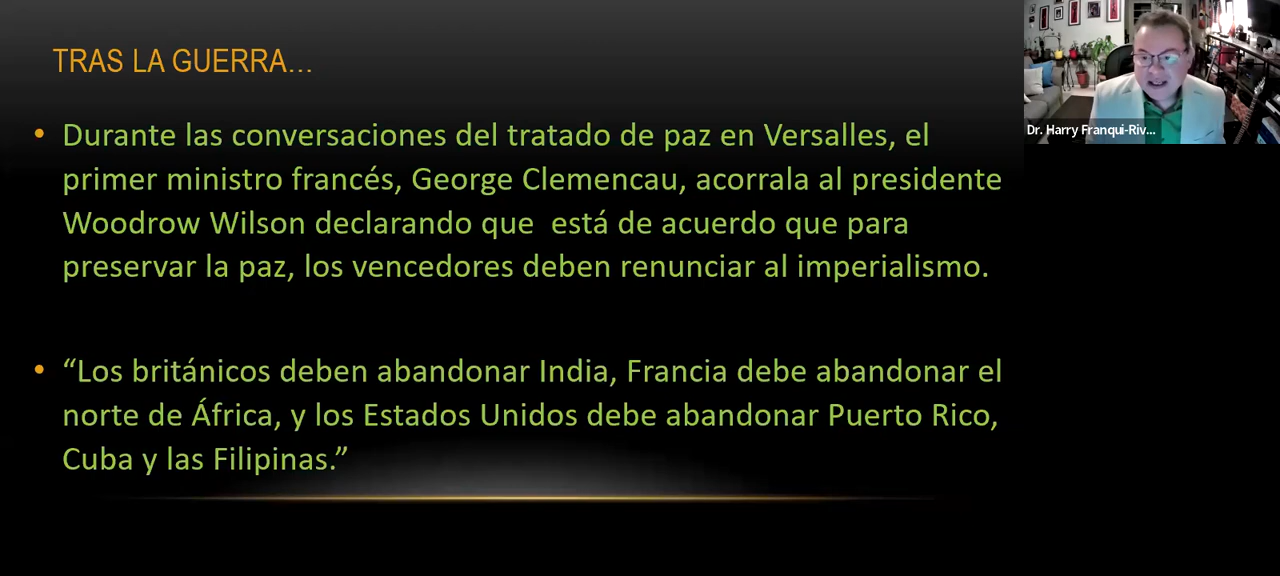 TRAS LA GUERRA...
Dr. Harry Franqui-Riv...
• Durante las conversaciones del tratado de paz en Versalles, el
primer ministro francés, George Clemencau, acorrala al presidente
Woodrow Wilson declarando que  está de acuerdo que para
preservar la paz, los vencedores deben renunciar al imperialismo.
• “Los británicos deben abandonar India, Francia debe abandonar el
norte de África, y los Estados Unidos debe abandonar Puerto Rico,
Cuba y las Filipinas.”